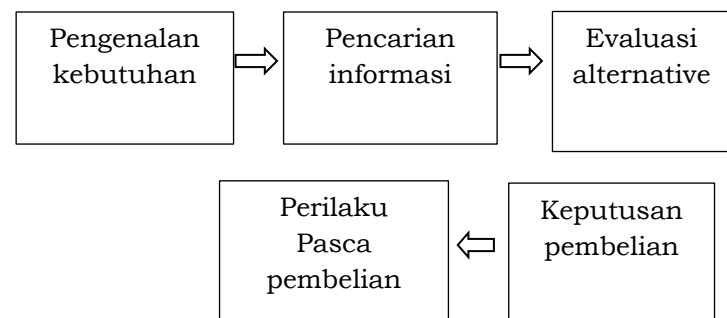 Pengenalan
kebutuhan
Pencarian
informasi
Evaluasi
alternative
Keputusan
pembelian
Perilaku
Pasca
pembelian